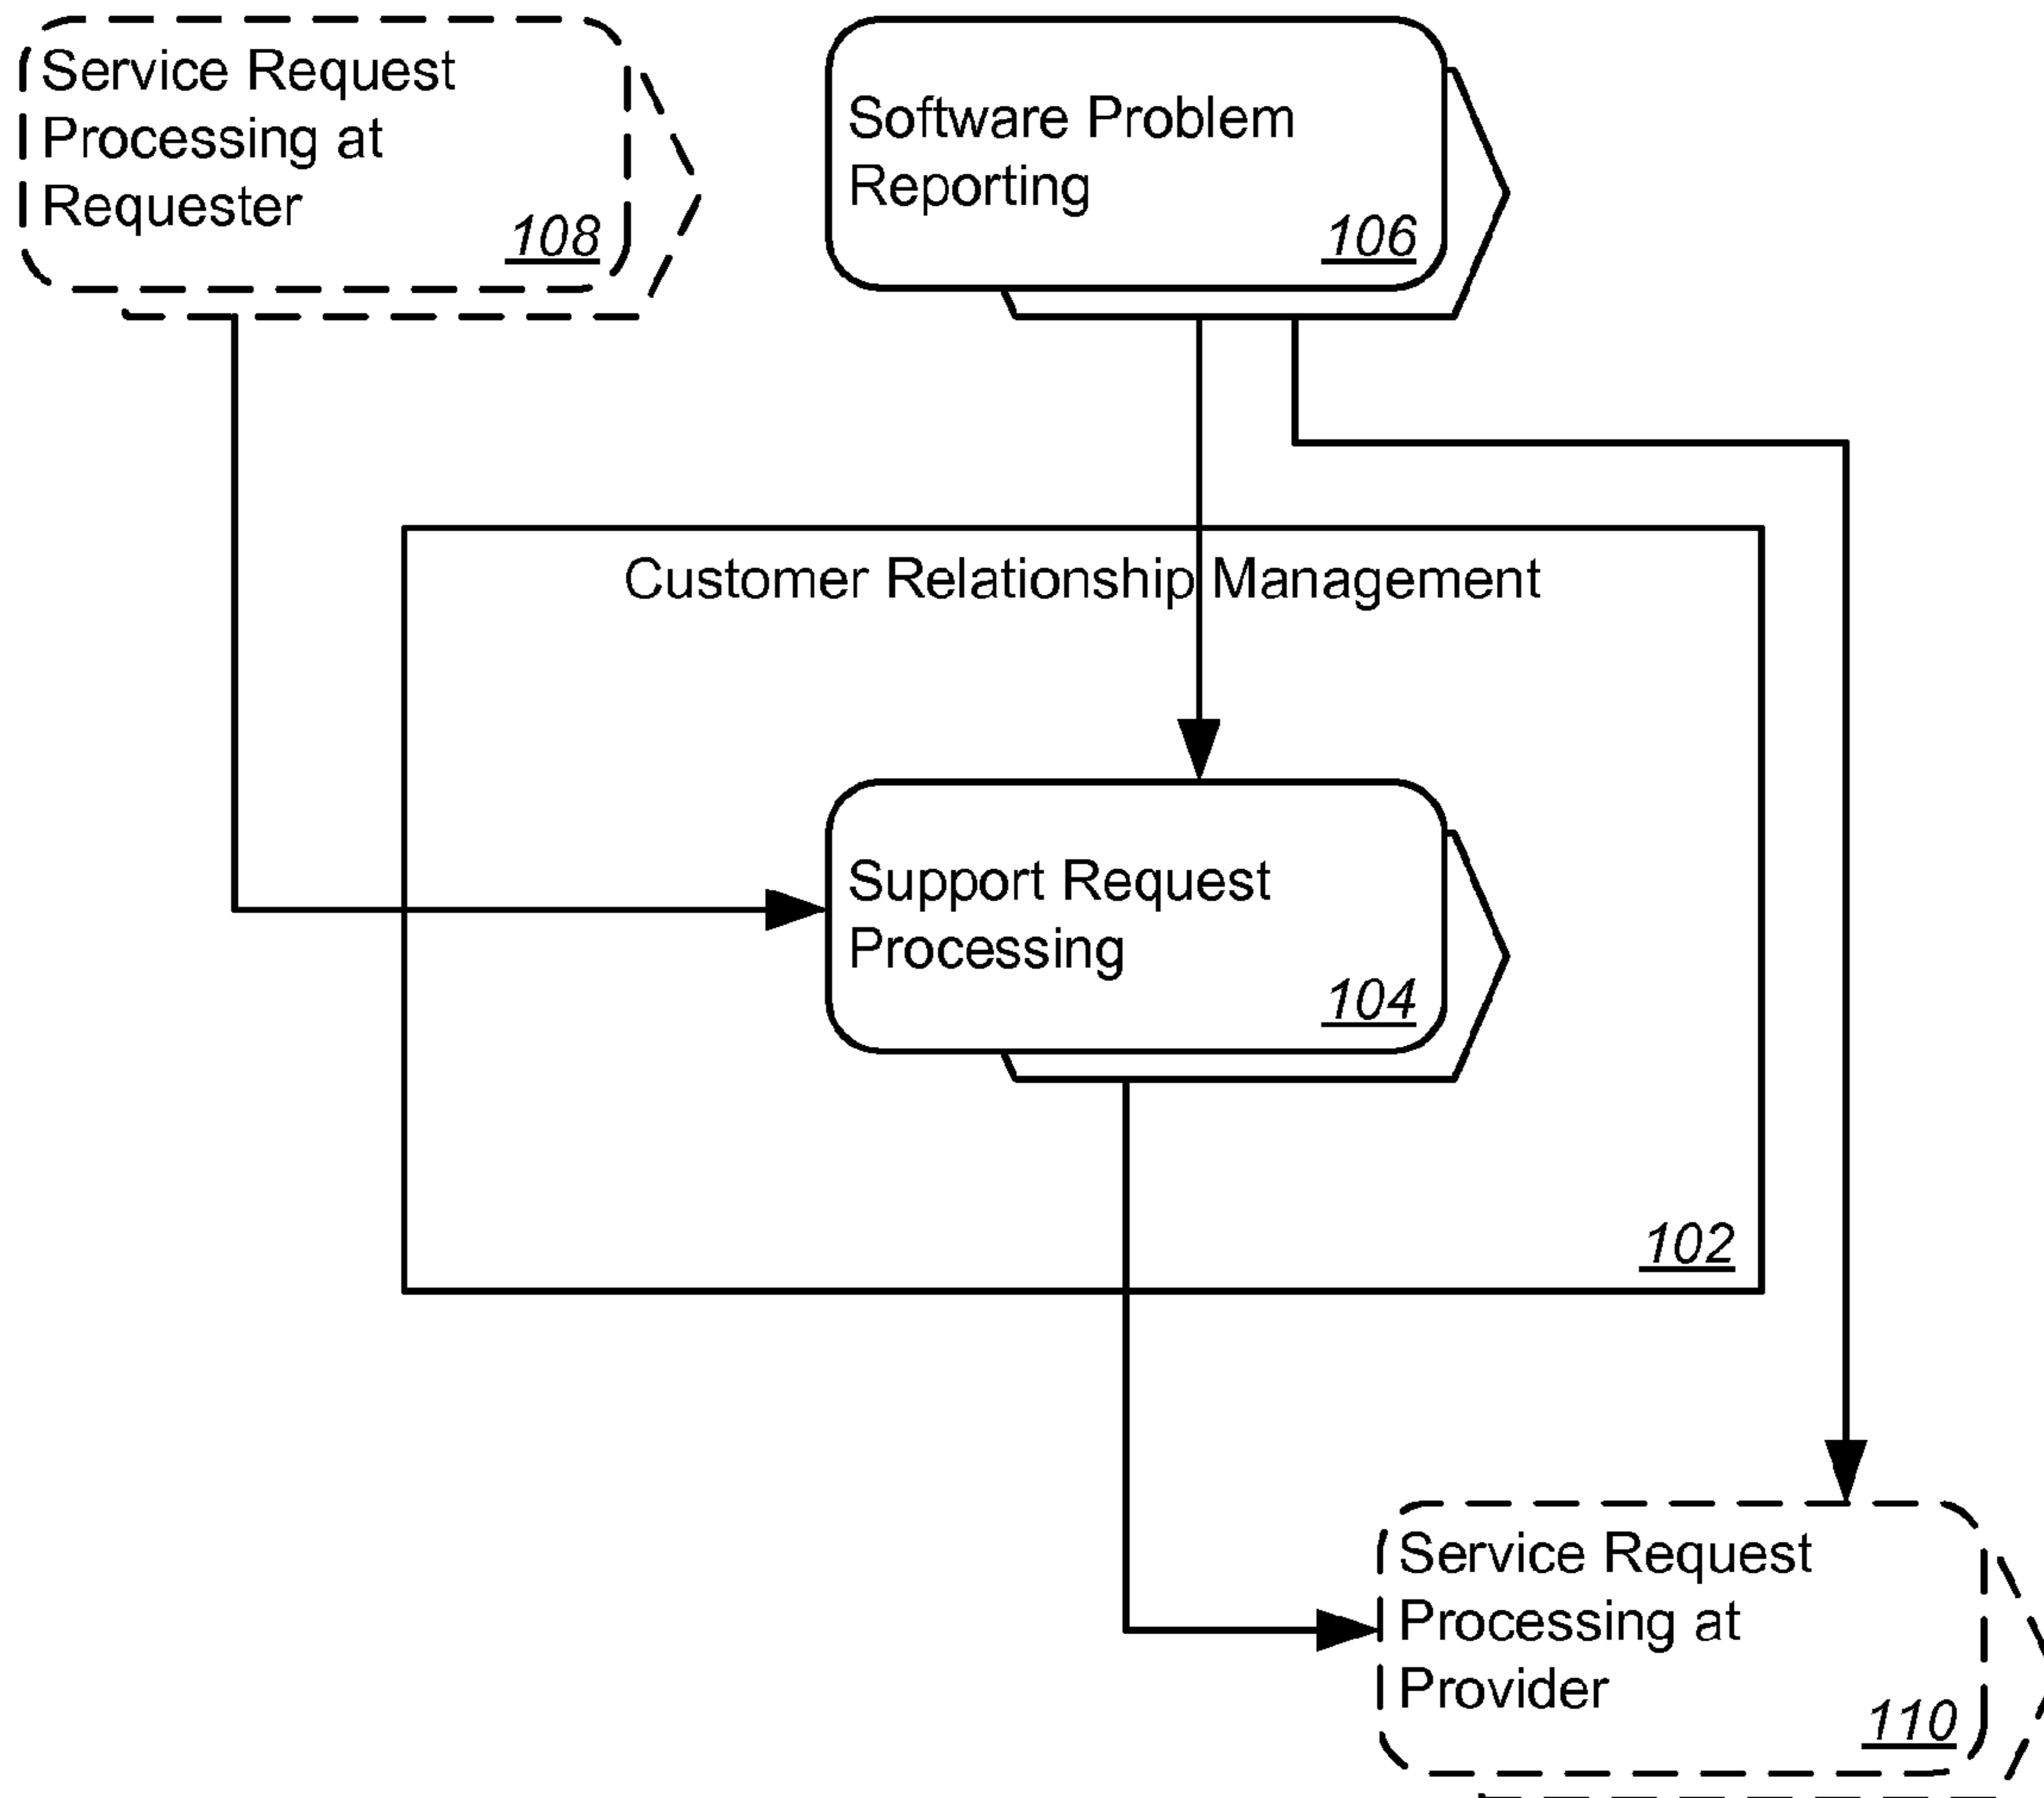 Service Request
Processing at
Requester
108
Software Problem
Reporting
106
Customer Relationship Management
Support Request
Processing
104
102
Service Request
Processing at
Provider
110